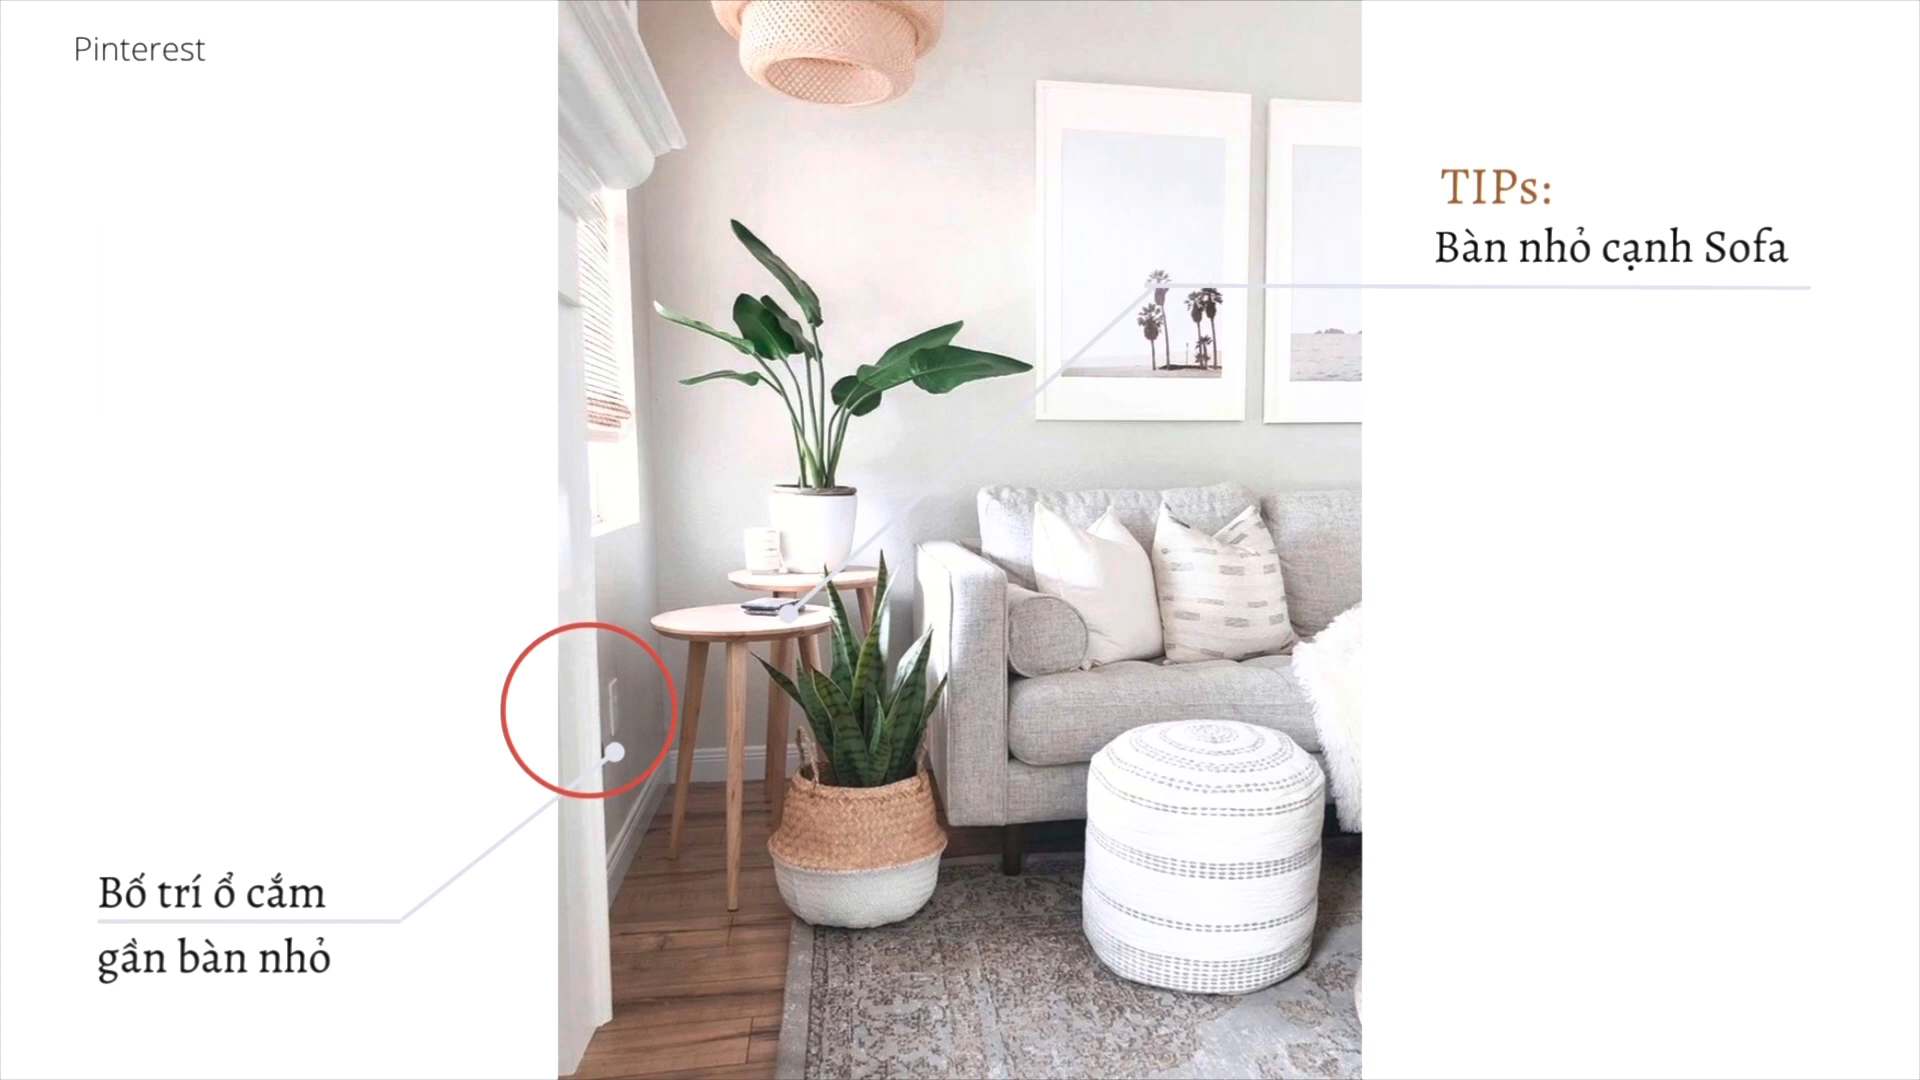 Pinterest
TIPs:
Bàn nhỏ cạnh Sofa
Bố trí ổ cắm
gần bàn nhỏ